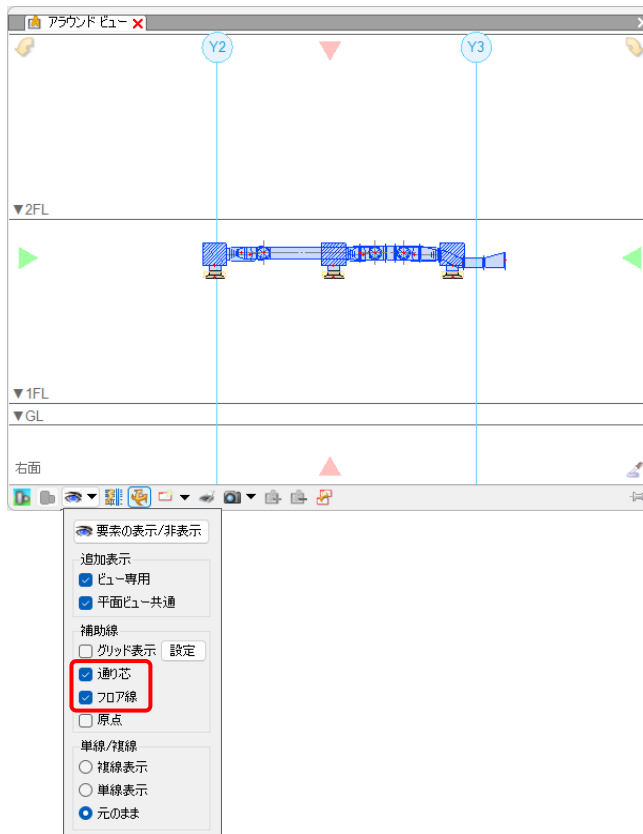 アラウンド ビュー
Y2
Y3
▼2FL
▼1FL
▼GL
右面
要素の表示/非表示
追加表示
ビュー専用
平面ビュー共通
補助線
グリッド表示 設定
通り芯
フロア線
原点
単線/複線
複線表示
単線表示
元のまま